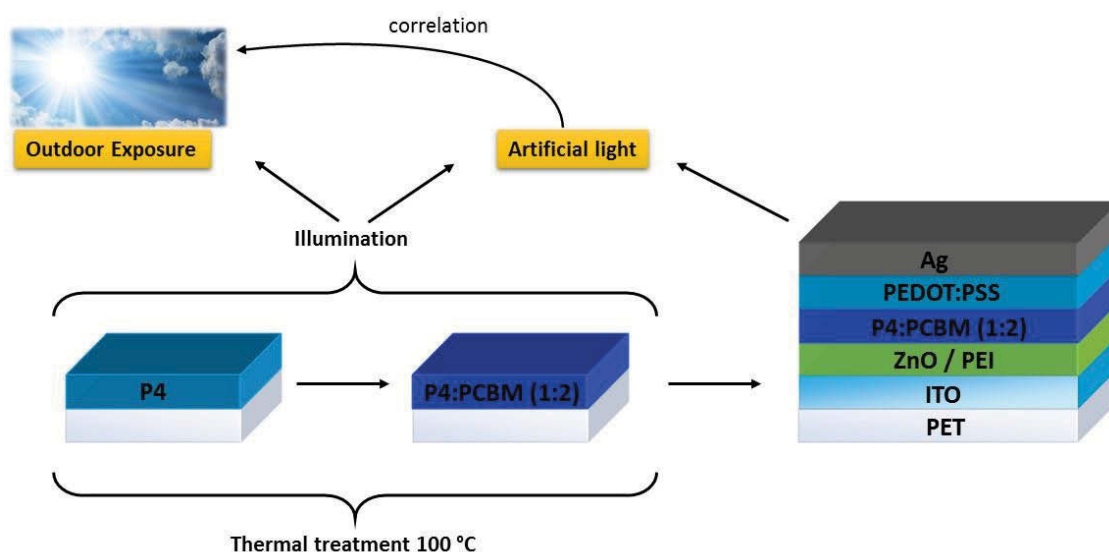 correlation
Outdoor Exposure
Artificial light
Illumination
P4
P4:PCBM (1:2)
Ag
PEDOT:PSS
P4:PCBM (1:2)
ZnO / PEI
ITO
PET
Thermal treatment 100 °C